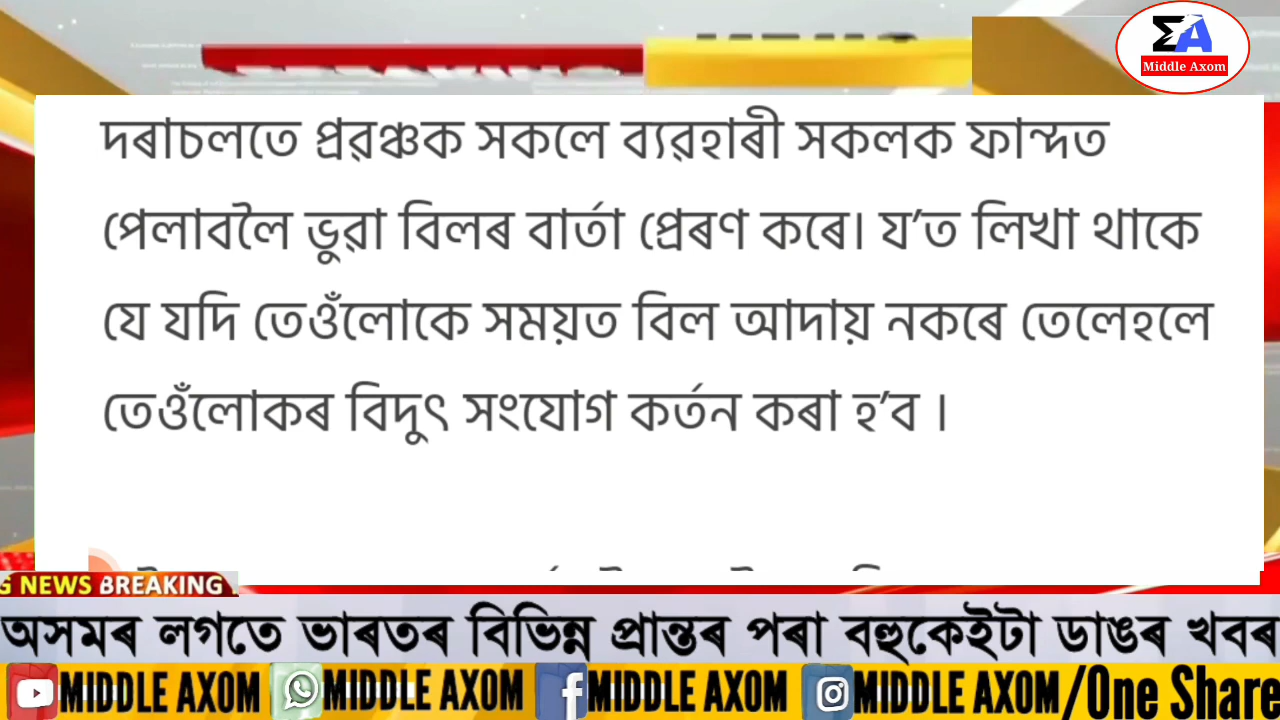 Middle Axom
দৰাচলতে প্ৰৱঞ্চক সকলে ব্যৱহাৰী সকলক ফান্দত
পেলাবলৈ ভুৱা বিলৰ বাৰ্তা প্ৰেৰণ কৰে। য’ত লিখা থাকে
যে যদি তেওঁলোকে সময়ত বিল আদায় নকৰে তেলেহলে
তেওঁলোকৰ বিদুৎ সংযোগ কৰ্তন কৰা হ’ব ।
G NEWS BREAKING
অসমৰ লগতে ভাৰতৰ বিভিন্ন প্ৰান্তৰ পৰা বহুকেইটা ডাঙৰ খবৰ
MIDDLE AXOM MIDDLE AXOM MIDDLE AXOM MIDDLE AXOM/One Share